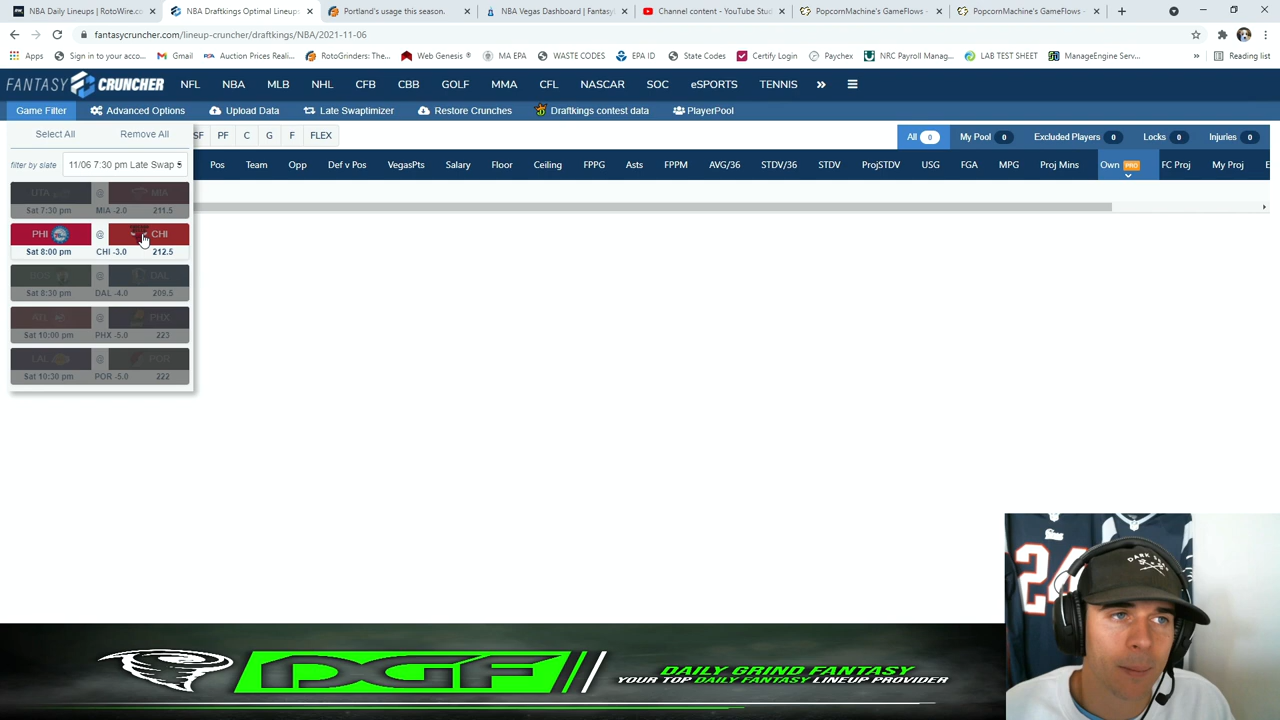 NBA Daily Lineups | RotoWire.co
NBA Draftkings Optimal Lineup
Portland's usage this season.
NBA Vegas Dashboard | Fantasy
Channel content - YouTube Stud
PopcornMachine's GameFlows -
PopcornMachine's GameFlows -
fantasycruncher.com/lineup-cruncher/draftkings/NBA/2021-11-06
Apps
Sign in to your acco...
Gmail
Auction Prices Reali...
RotoGrinders: The...
Web Genesis ®
MA EPA
WASTE CODES
EPA ID
State Codes
Certify Login
Paychex
NRC Payroll Manag...
LAB TEST SHEET
ManageEngine Serv...
»
Reading list
FANTASY CRUNCHER
NFL NBA MLB NHL CFB CBB GOLF MMA CFL NASCAR SOC eSPORTS TENNIS »
Game Filter Advanced Options Upload Data Late Swaptimizer Restore Crunches Draftkings contest data PlayerPool
Select All Remove All
SF PF C G F FLEX
All 0 My Pool 0 Excluded Players 0 Locks 0 Injuries 0
filter by slate 11/06 7:30 pm Late Swap
Pos Team Opp Def v Pos VegasPts Salary Floor Ceiling FPPG Asts FPPM AVG/36 STDV/36 STDV ProjSTDV USG FGA MPG Proj Mins Own PRO FC Proj My Proj
UTA @ MIA
Sat 7:30 pm MIA -2.0 211.5
PHI @ CHI
Sat 8:00 pm CHI -3.0 212.5
BOS @ DAL
Sat 8:30 pm DAL -4.0 209.5
ATL @ PHX
Sat 10:00 pm PHX -5.0 223
LAL @ POR
Sat 10:30 pm POR -5.0 222
24
DGF
DAILY GRIND FANTASY
YOUR TOP DAILY FANTASY LINEUP PROVIDER